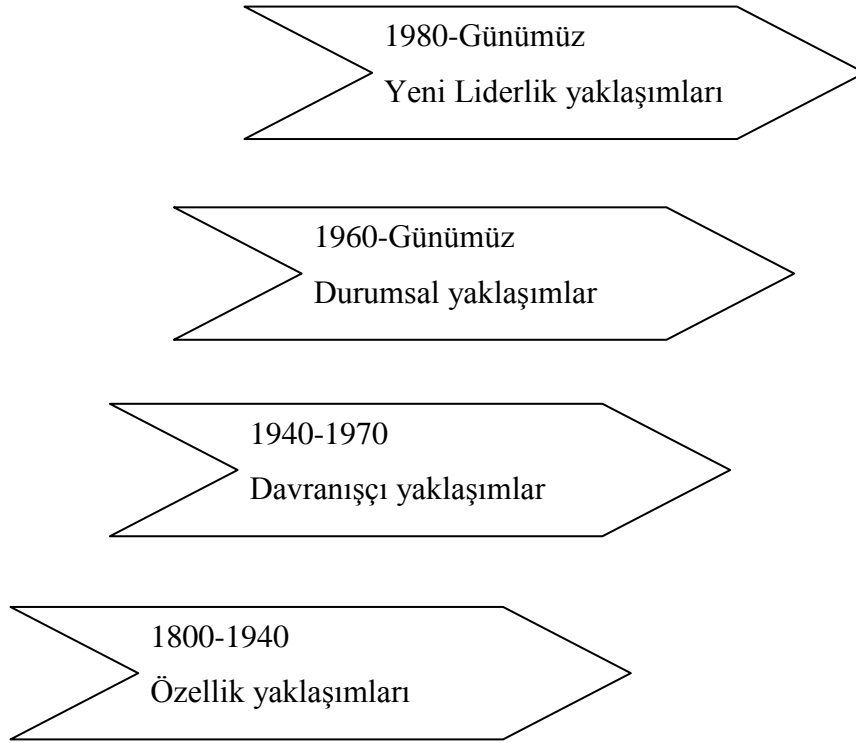 1980-Günümüz
Yeni Liderlik yaklaşımları
1960-Günümüz
Durumsal yaklaşımlar
1940-1970
Davranışçı yaklaşımlar
1800-1940
Özellik yaklaşımları